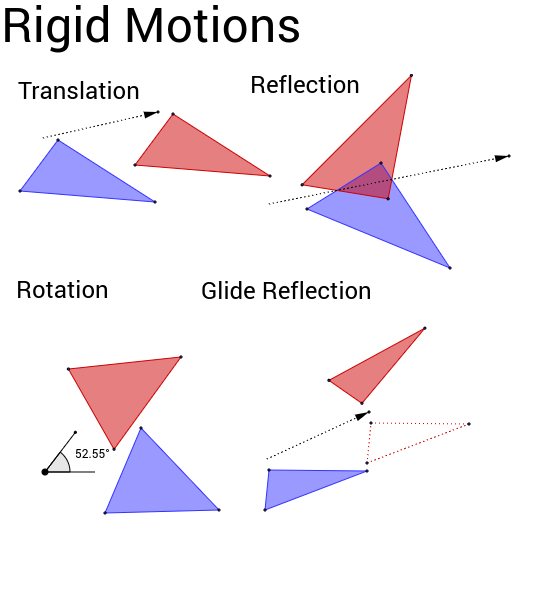 Rigid Motions
Translation
Reflection
Rotation
Glide Reflection
52.55°